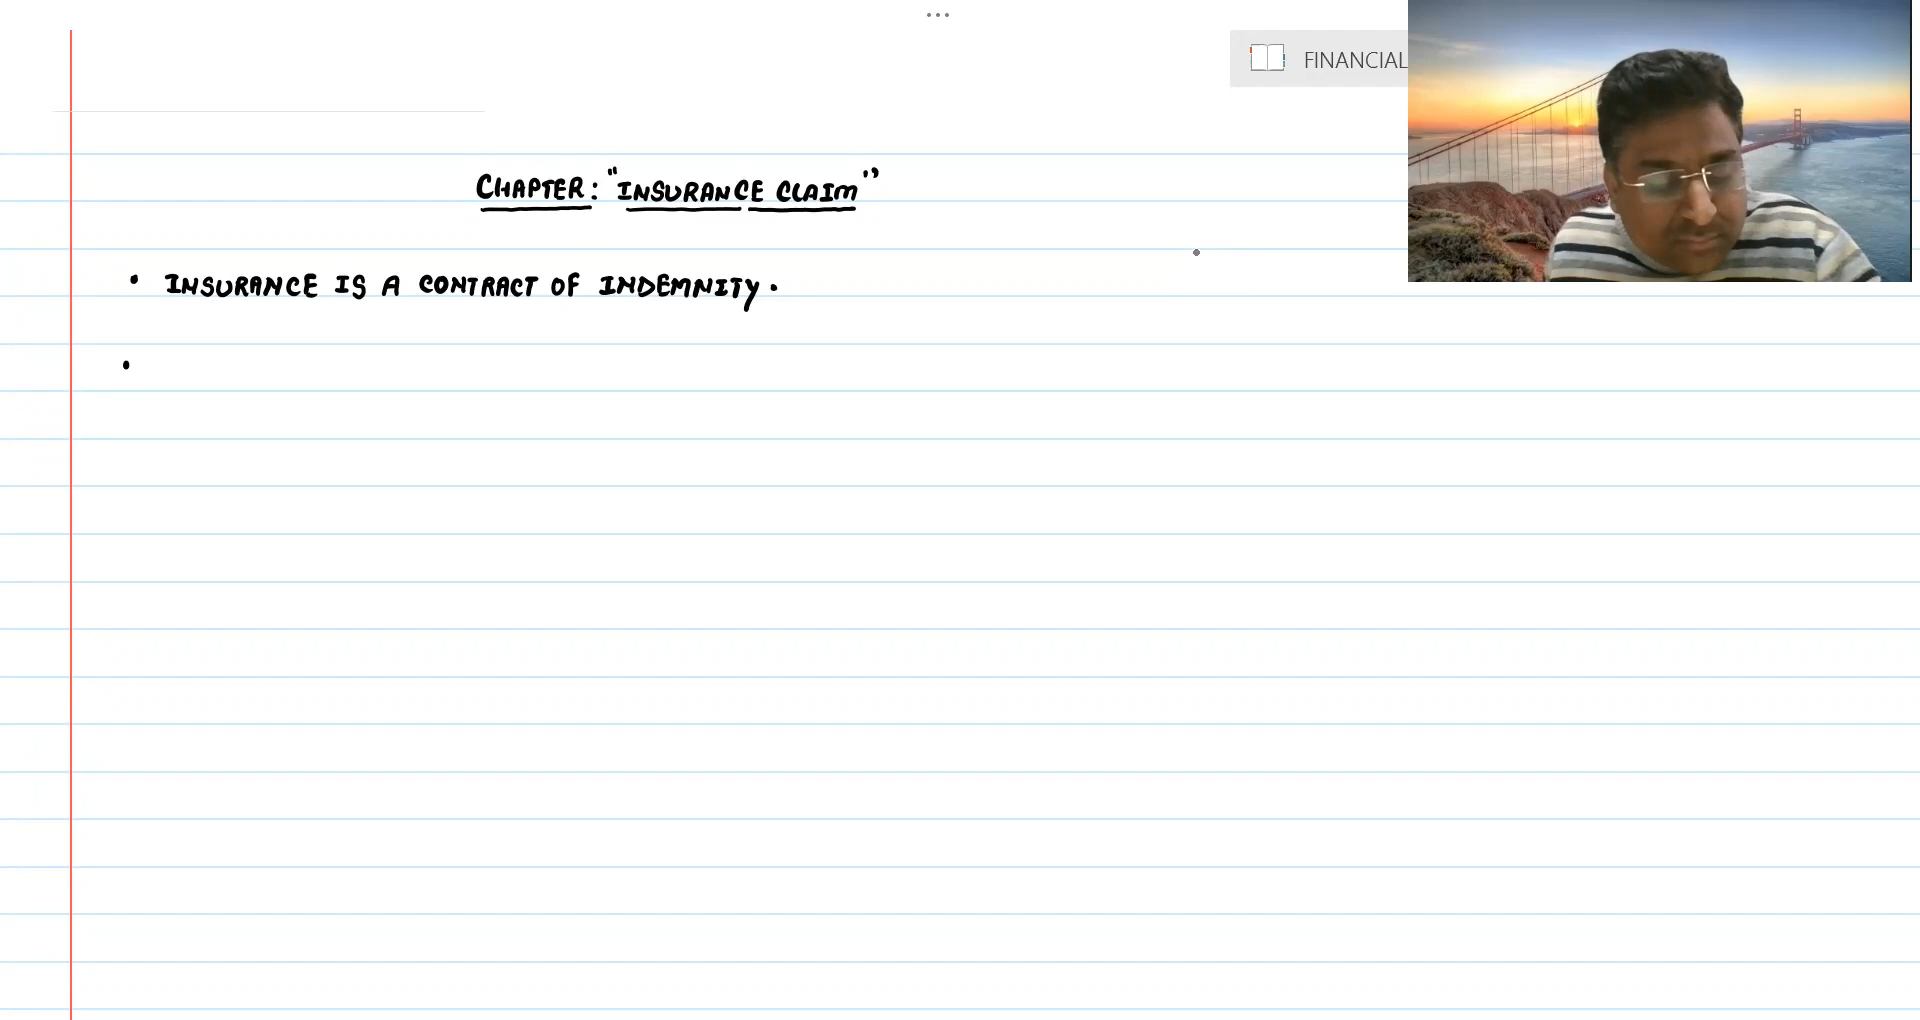 FINANCIAL
CHAPTER: "INSURANCE CLAIM"
• INSURANCE IS A CONTRACT OF INDEMNITY.
•